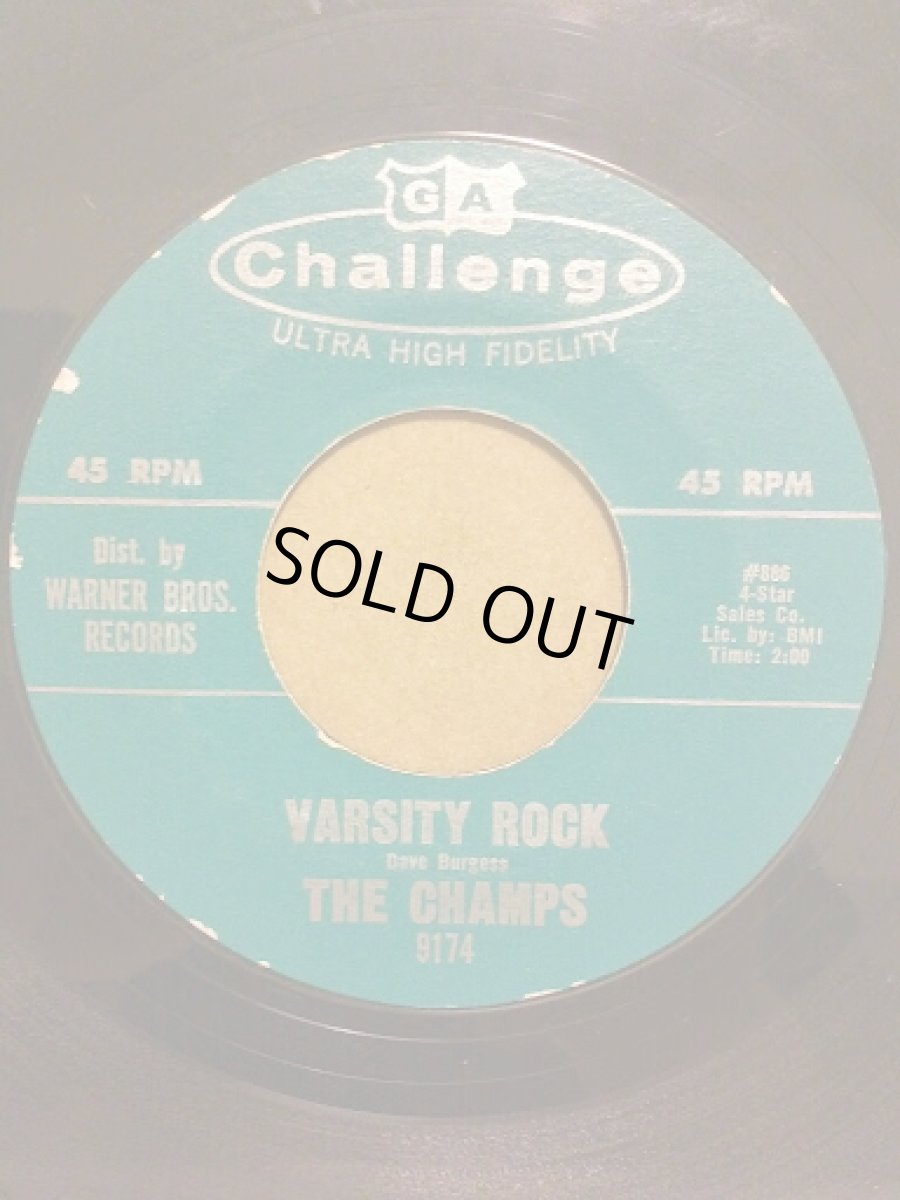 G A
Challenge
ULTRA HIGH FIDELITY
45 RPM
45 RPM
Dist. by
WARNER BROS.
RECORDS
#886
4-Star
Sales Co.
Lic. by: BMI
Time: 2:00
SOLD OUT
VARSITY ROCK
Dave Burgess
THE CHAMPS
9174